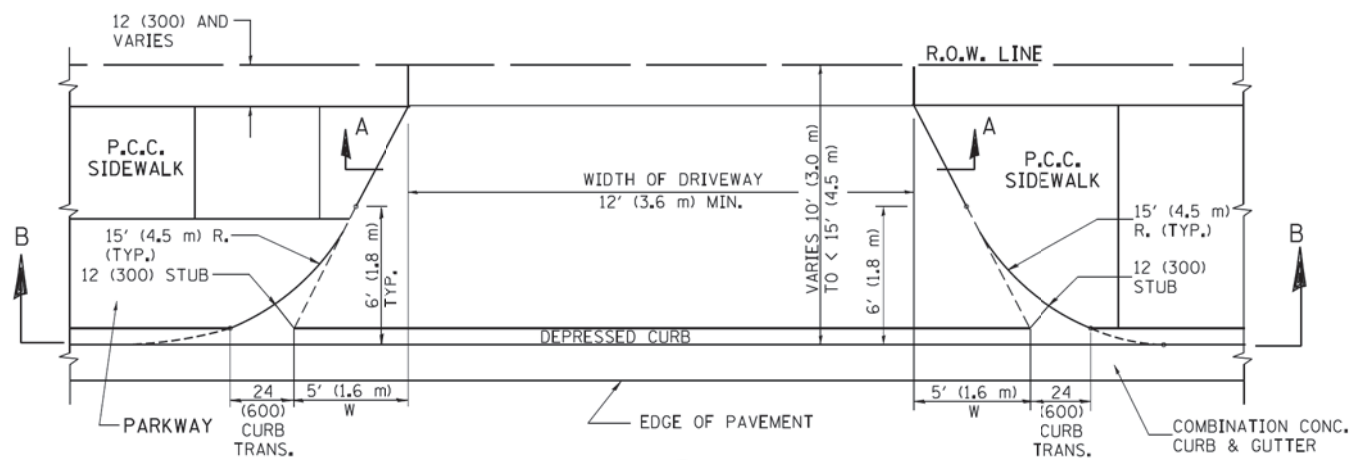 12 (300) AND
VARIES
R.O.W. LINE
A
A
P.C.C.
SIDEWALK
P.C.C.
SIDEWALK
WIDTH OF DRIVEWAY
12' (3.6 m) MIN.
VARIES 10' (3.0 m)
TO < 15' (4.5 m)
15' (4.5 m) R.
(TYP.)
12 (300) STUB
6' (1.8 m)
TYP.
6' (1.8 m)
15' (4.5 m)
R. (TYP.)
12 (300)
STUB
B
B
DEPRESSED CURB
24
(600)
CURB
TRANS.
5' (1.6 m)
W
5' (1.6 m)
W
24
(600)
CURB
TRANS.
PARKWAY
EDGE OF PAVEMENT
COMBINATION CONC.
CURB & GUTTER